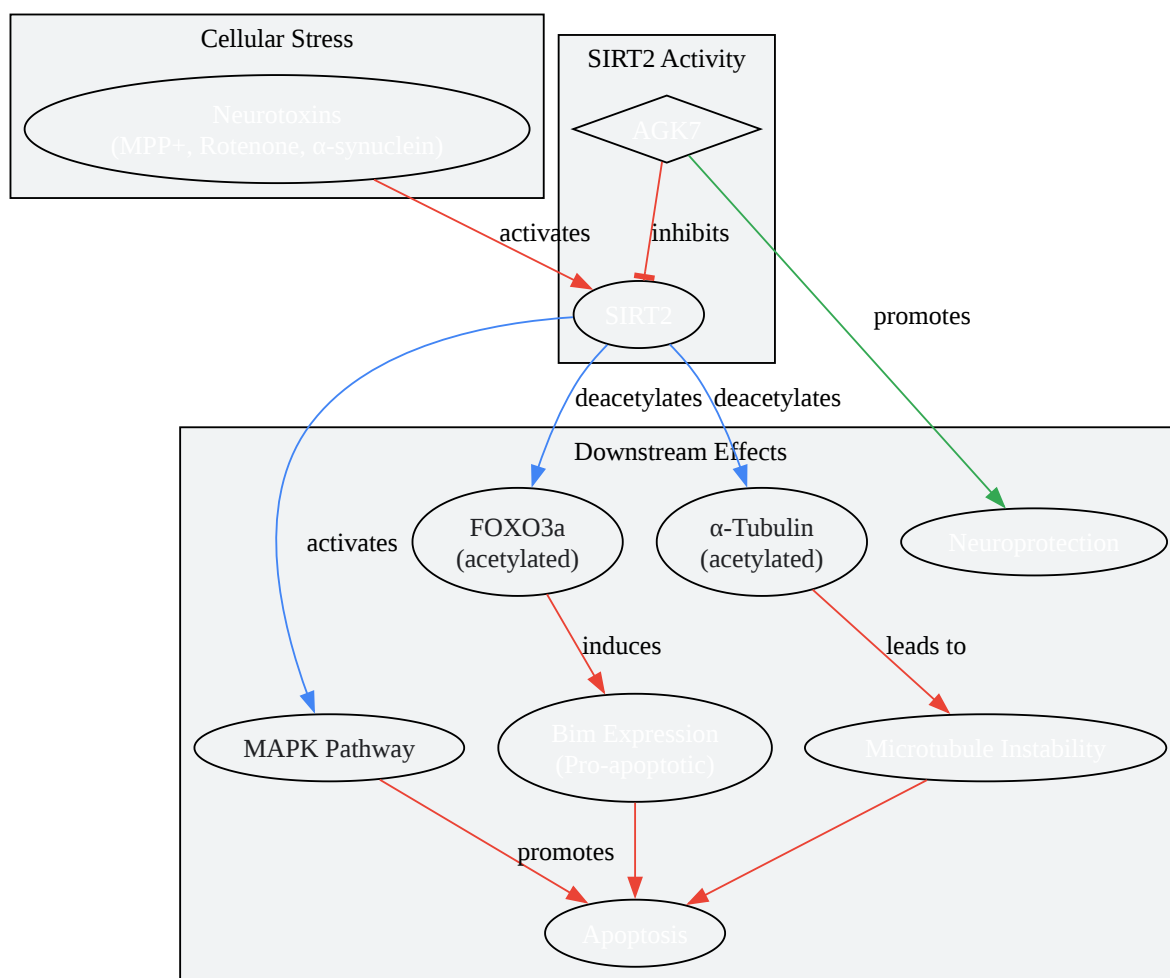 Cellular Stress
Neurotoxins
(MPP+, Rotenone, α-synuclein)
SIRT2 Activity
AGK7
activates
inhibits
SIRT2
promotes
deacetylates
deacetylates
Downstream Effects
activates
FOXO3a
(acetylated)
α-Tubulin
(acetylated)
Neuroprotection
induces
leads to
MAPK Pathway
Bim Expression
(Pro-apoptotic)
Microtubule Instability
promotes
Apoptosis